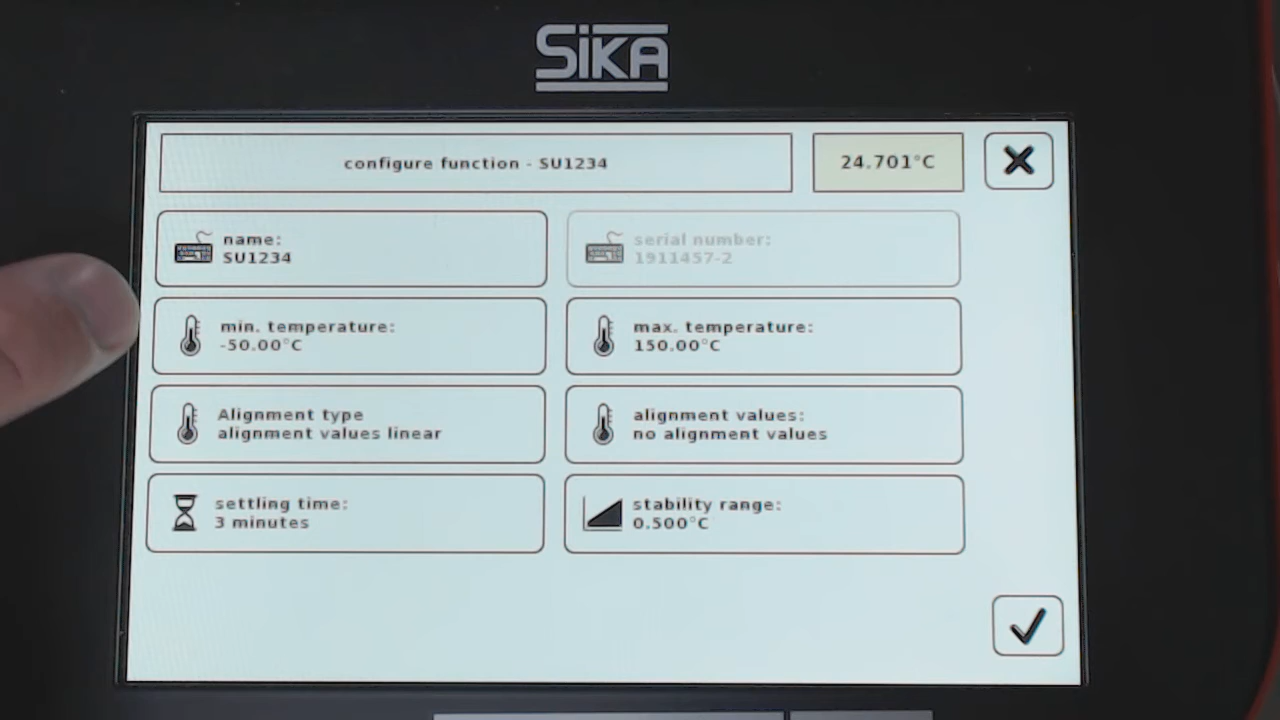 SiKA
configure function - SU1234
24.701°C
name:
SU1234
serial number:
1911457-2
min. temperature:
-50.00°C
max. temperature:
150.00°C
Alignment type
alignment values linear
alignment values:
no alignment values
settling time:
3 minutes
stability range:
0.500°C